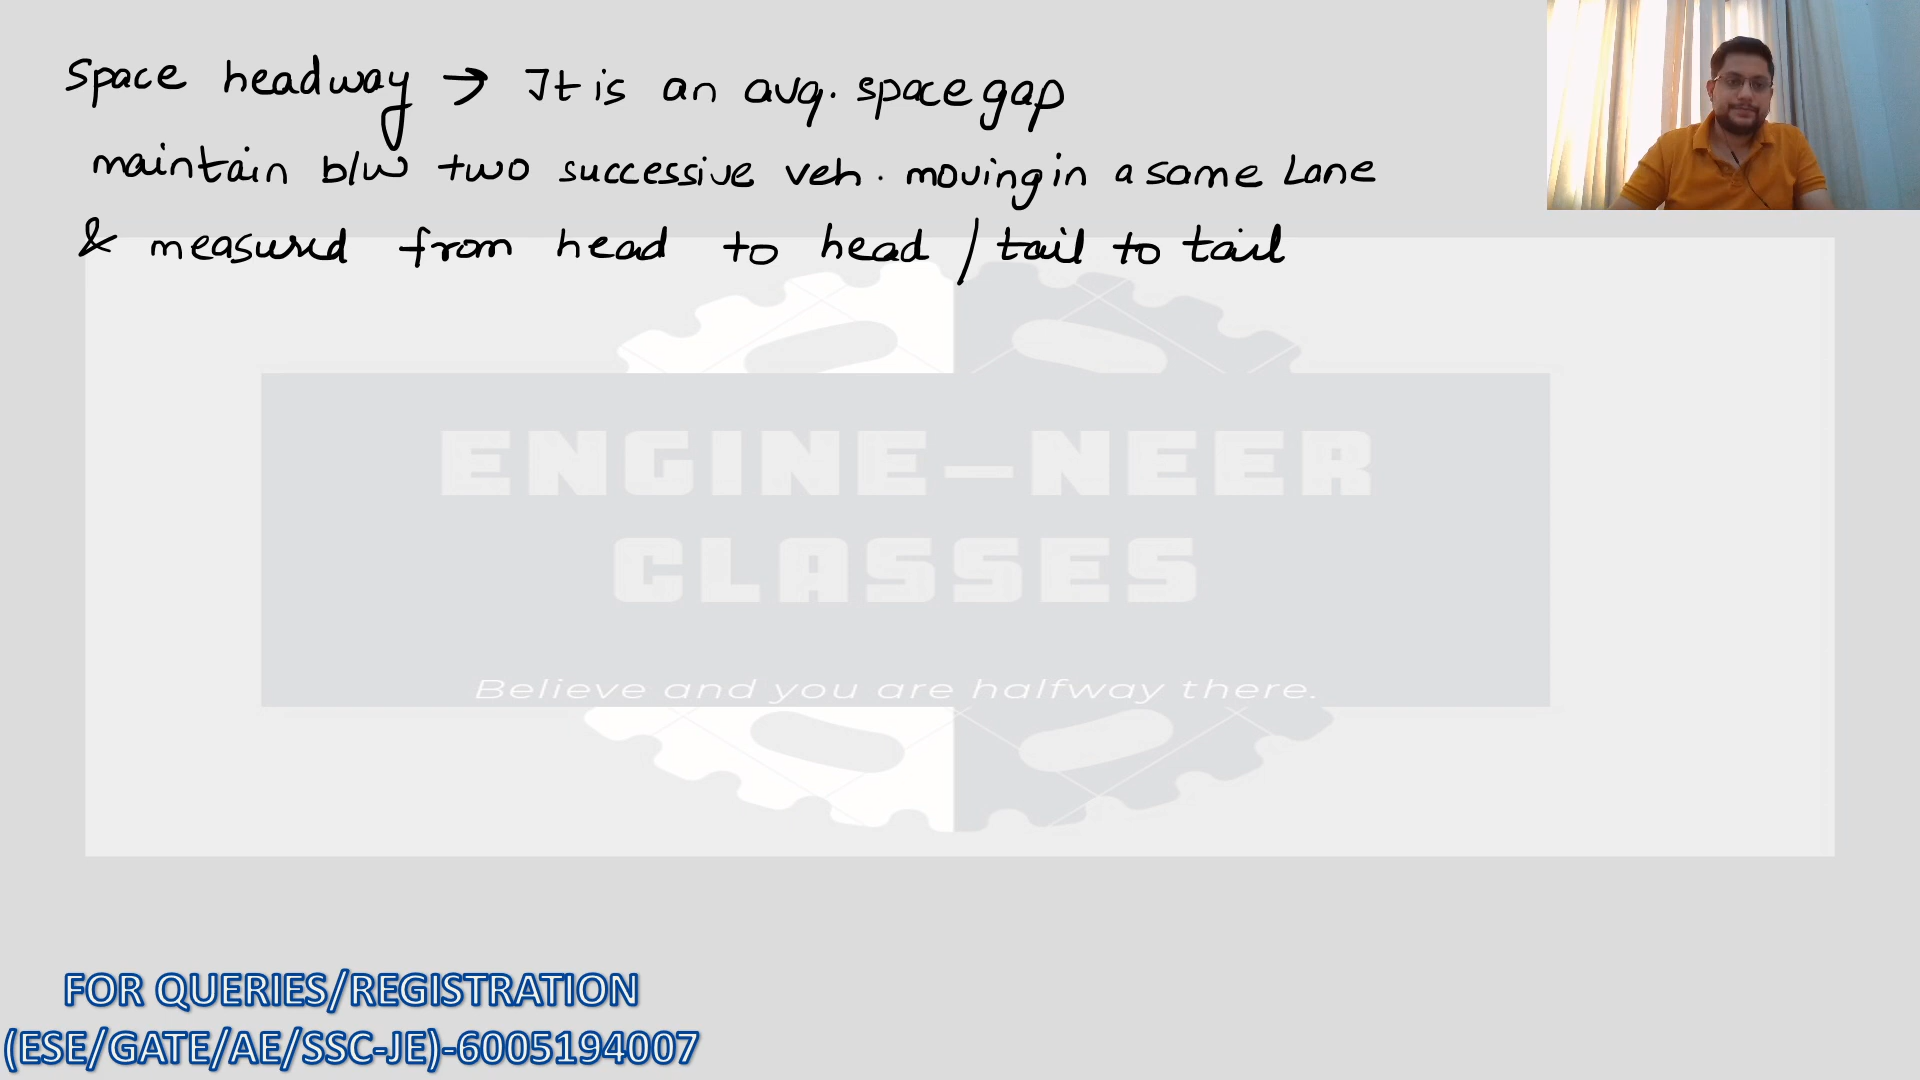 Space headway → It is an avg. space gap
maintain b/w two successive veh. moving in a same Lane
& measured from head to head / tail to tail
ENGINE–NEER
CLASSES
Believe and you are halfway there.
FOR QUERIES/REGISTRATION
(ESE/GATE/AE/SSC-JE)-6005194007